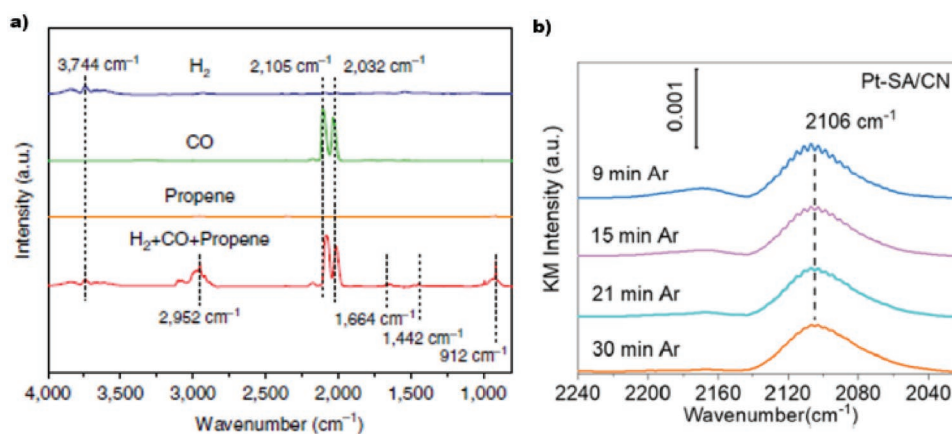 a)
3,744 cm⁻¹
H₂
2,105 cm⁻¹
2,032 cm⁻¹
CO
Propene
H₂+CO+Propene
2,952 cm⁻¹
1,664 cm⁻¹
1,442 cm⁻¹
912 cm⁻¹
Intensity (a.u.)
4,000 3,500 3,000 2,500 2,000 1,500 1,000
Wavenumber (cm⁻¹)
b)
Pt-SA/CN
0.001
2106 cm⁻¹
9 min Ar
15 min Ar
21 min Ar
30 min Ar
KM Intensity (a.u.)
2240 2200 2160 2120 2080 2040
Wavenumber(cm⁻¹)